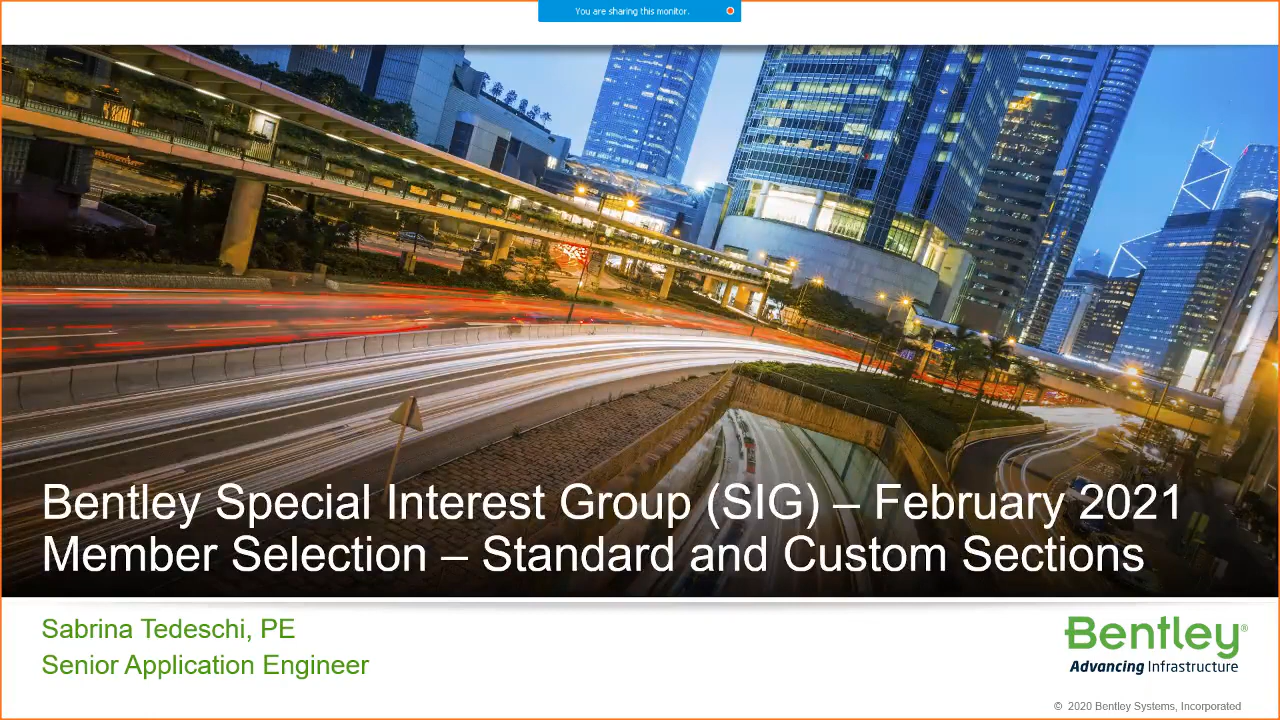 You are sharing this monitor.
Bentley Special Interest Group (SIG) – February 2021
Member Selection – Standard and Custom Sections
Sabrina Tedeschi, PE
Senior Application Engineer
Bentley®
Advancing Infrastructure
© 2020 Bentley Systems, Incorporated